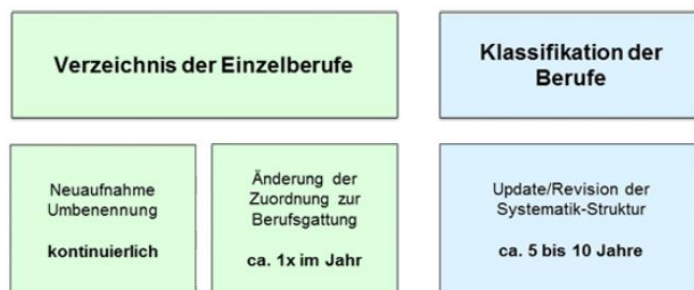 Verzeichnis der Einzelberufe
Klassifikation der
Berufe
Neuaufnahme
Umbenennung
kontinuierlich
Änderung der
Zuordnung zur
Berufsgattung
ca. 1x im Jahr
Update/Revision der
Systematik-Struktur
ca. 5 bis 10 Jahre